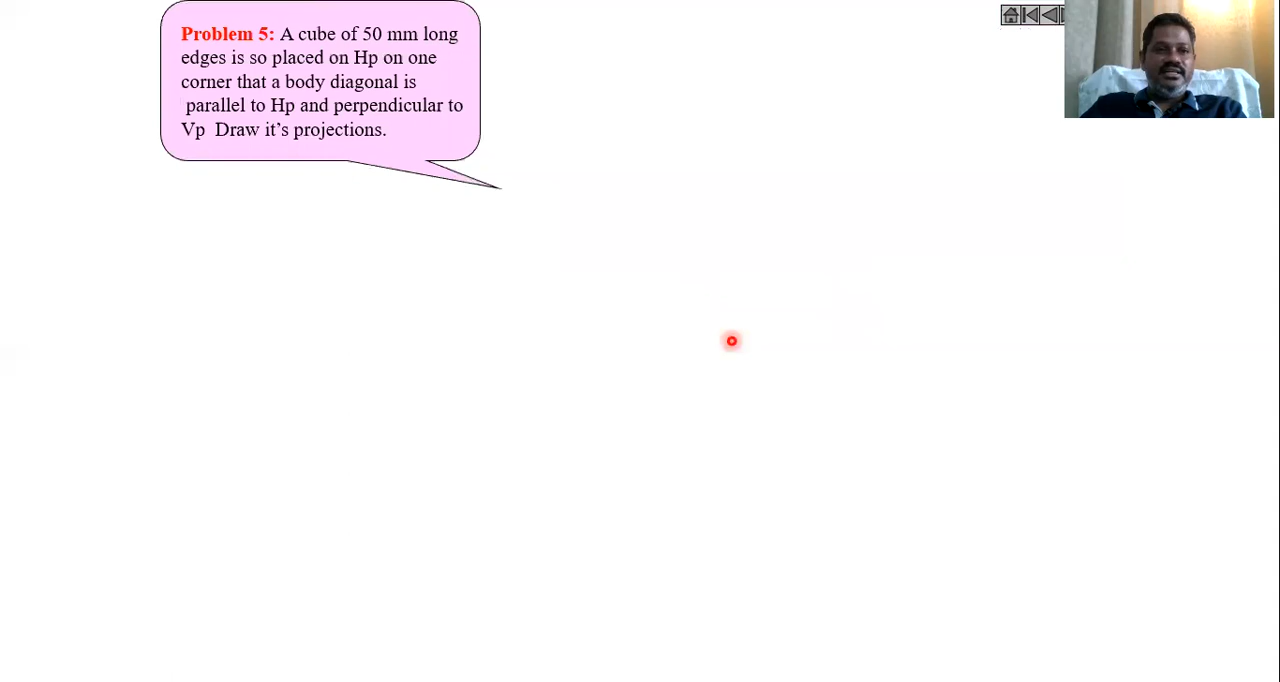 Problem 5: A cube of 50 mm long
edges is so placed on Hp on one
corner that a body diagonal is
parallel to Hp and perpendicular to
Vp Draw it's projections.